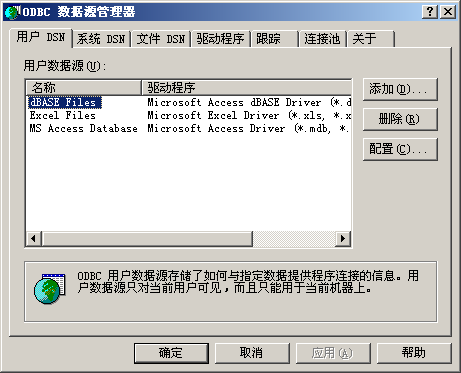 ODBC 数据源管理器
用户 DSN 系统 DSN 文件 DSN 驱动程序 跟踪 连接池 关于
用户数据源(U):
名称 驱动程序
dBASE Files Microsoft Access dBASE Driver (*.d
Excel Files Microsoft Excel Driver (*.xls, *.x
MS Access Database Microsoft Access Driver (*.mdb, *.
添加(D)...
删除(R)
配置(C)...
ODBC 用户数据源存储了如何与指定数据提供程序连接的信息。用
户数据源只对当前用户可见，而且只能用于当前机器上。
确定 取消 应用(A) 帮助